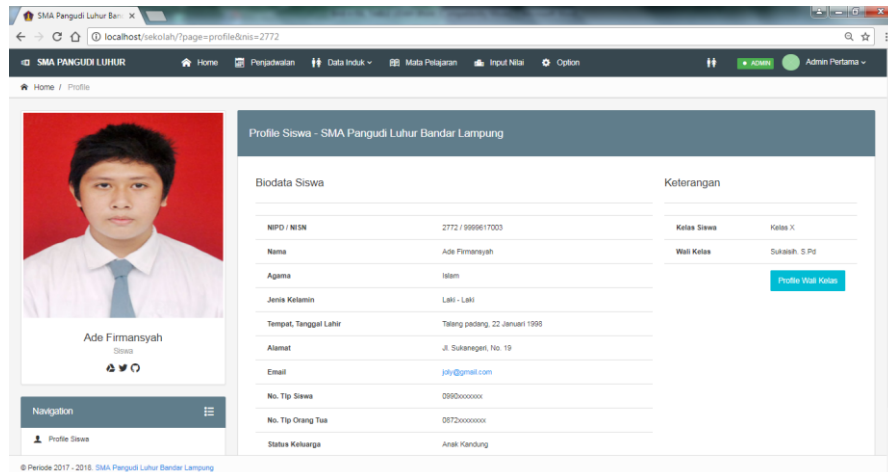 SMA Pangudi Luhur Ban
localhost/sekolah/?page=profile&nis=2772
SMA PANGUDI LUHUR Home Penjadwalan Data Induk Mata Pelajaran Input Nilai Option ADMIN Admin Pertama
Home / Profile
Profile Siswa - SMA Pangudi Luhur Bandar Lampung
Biodata Siswa
NIPD / NISN 2772 / 9999617003
Nama Ade Firmansyah
Agama Islam
Jenis Kelamin Laki - Laki
Tempat, Tanggal Lahir Talang padang, 22 Januari 1998
Alamat Jl. Sukanegeri, No. 19
Email joly@gmail.com
No. Tlp Siswa 0990xxxxxxx
No. Tlp Orang Tua 0872xxxxxxxx
Status Keluarga Anak Kandung
Keterangan
Kelas Siswa Kelas X
Wali Kelas Sukaisih, S.Pd
Profile Wali Kelas
Ade Firmansyah
Siswa
Navigation
Profile Siswa
© Periode 2017 - 2018. SMA Pangudi Luhur Bandar Lampung